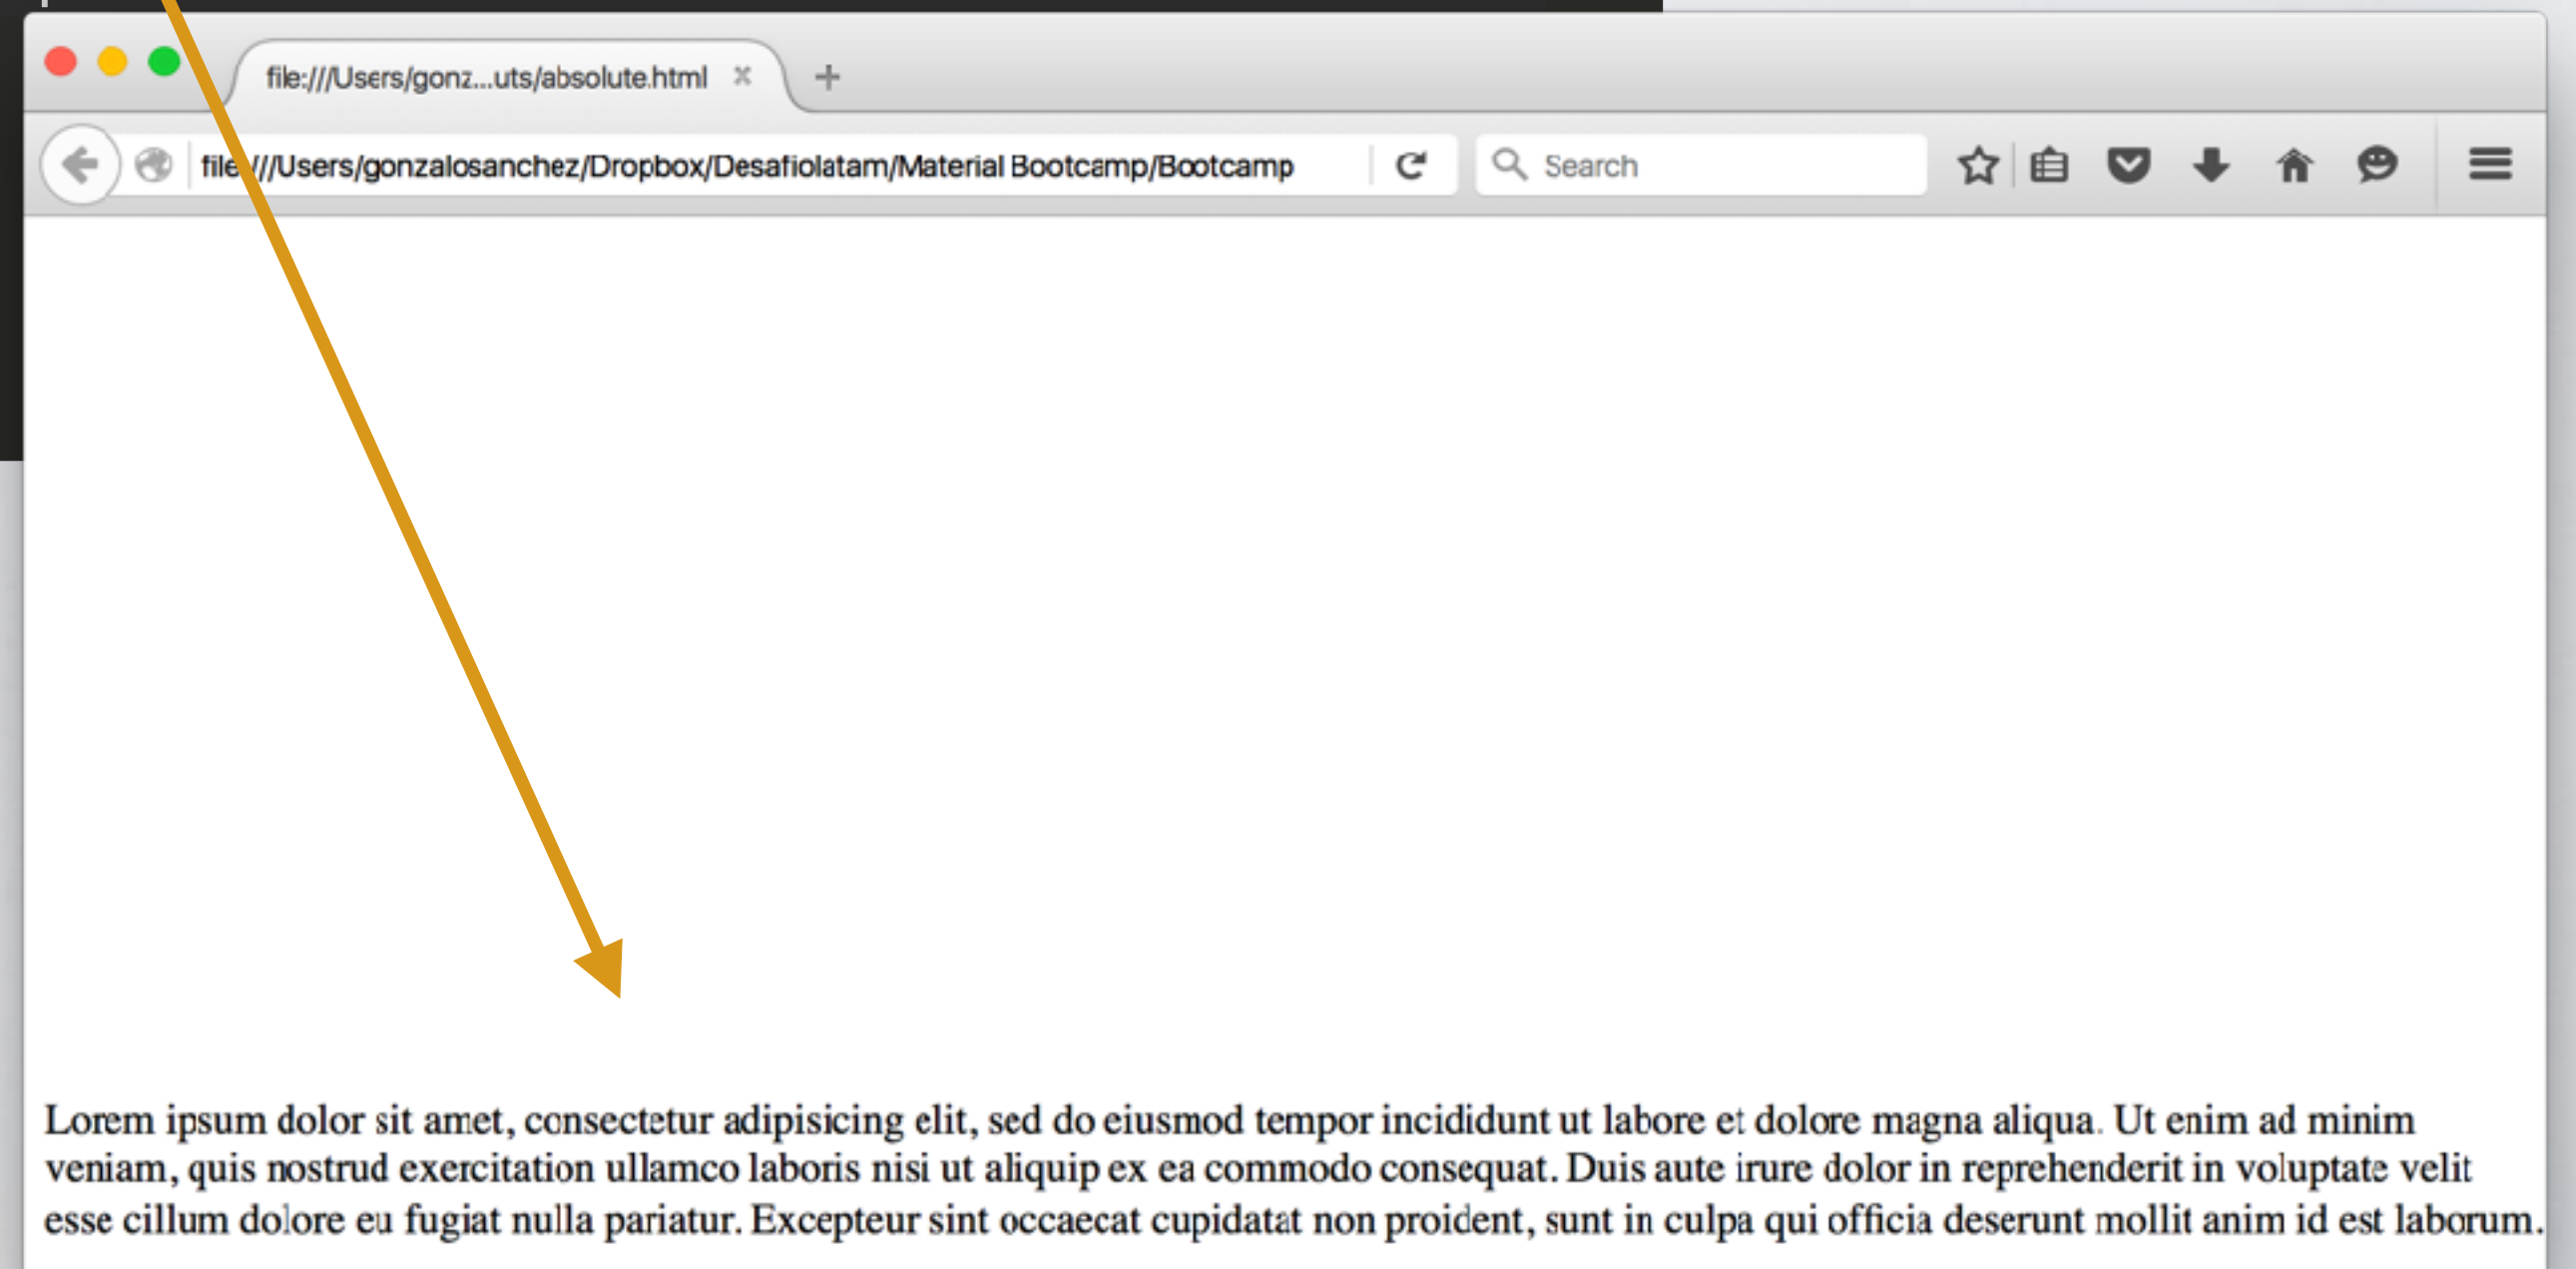 file:///Users/gonz...uts/absolute.html
file:///Users/gonzalosanchez/Dropbox/Desafiolatam/Material Bootcamp/Bootcamp
Search
Lorem ipsum dolor sit amet, consectetur adipisicing elit, sed do eiusmod tempor incididunt ut labore et dolore magna aliqua. Ut enim ad minim
veniam, quis nostrud exercitation ullamco laboris nisi ut aliquip ex ea commodo consequat. Duis aute irure dolor in reprehenderit in voluptate velit
esse cillum dolore eu fugiat nulla pariatur. Excepteur sint occaecat cupidatat non proident, sunt in culpa qui officia deserunt mollit anim id est laborum.